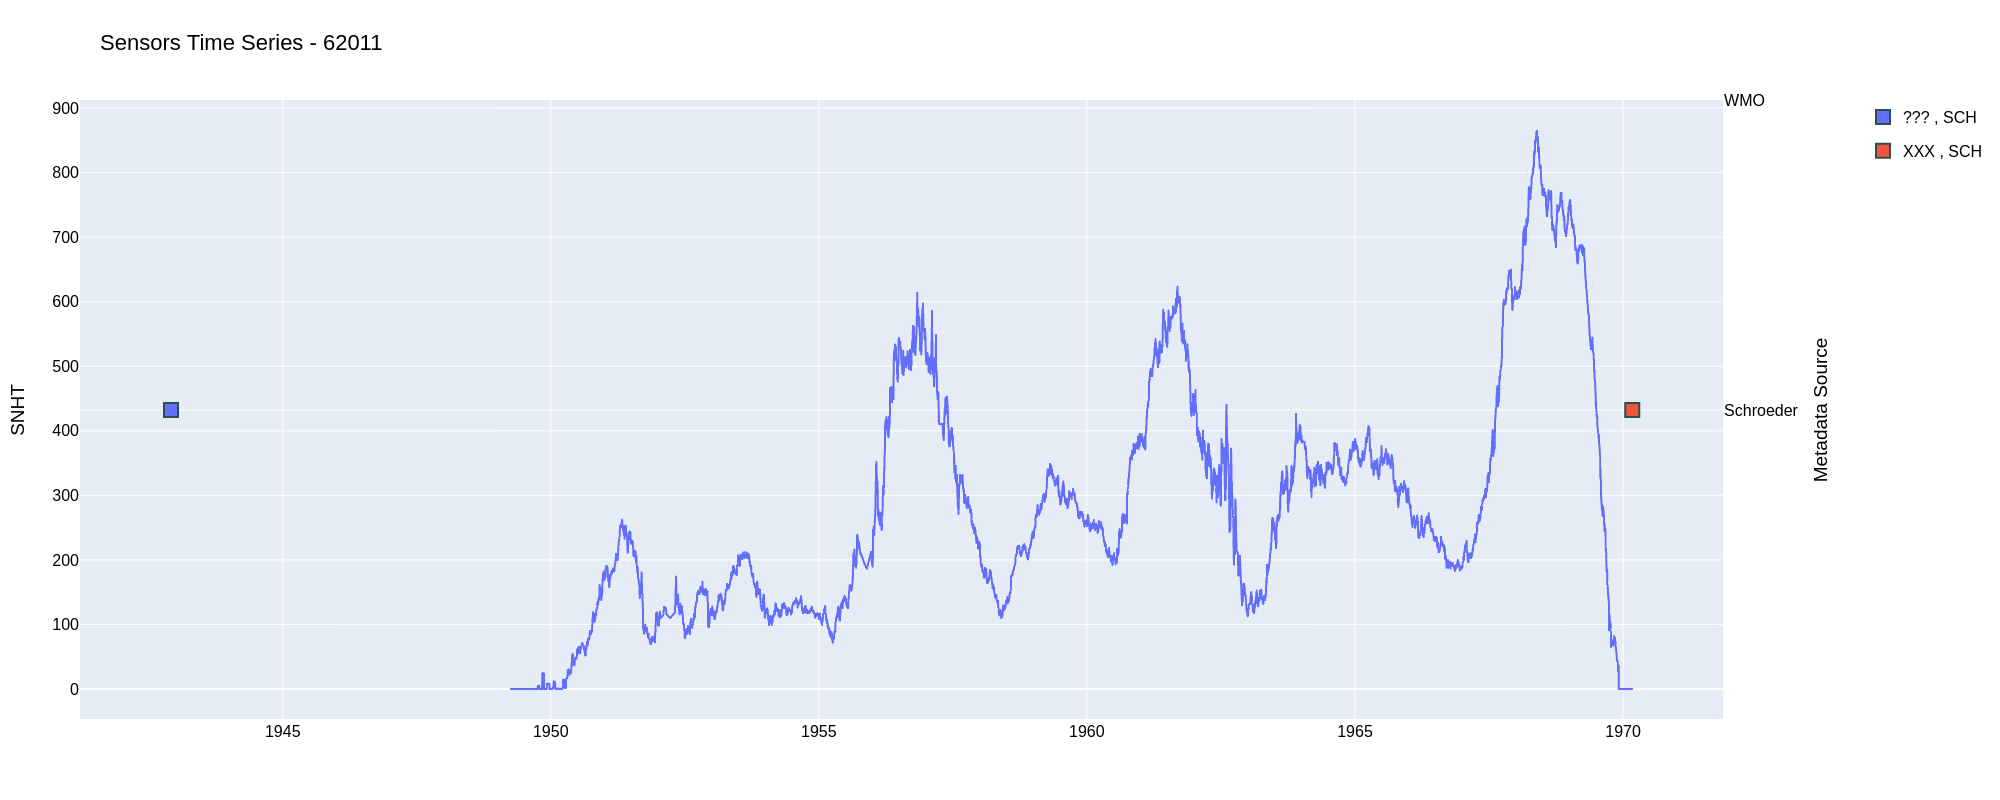 Sensors Time Series - 62011
SNHT
900
800
700
600
500
400
300
200
100
0
1945
1950
1955
1960
1965
1970
WMO
Schroeder
Metadata Source
??? , SCH
XXX , SCH